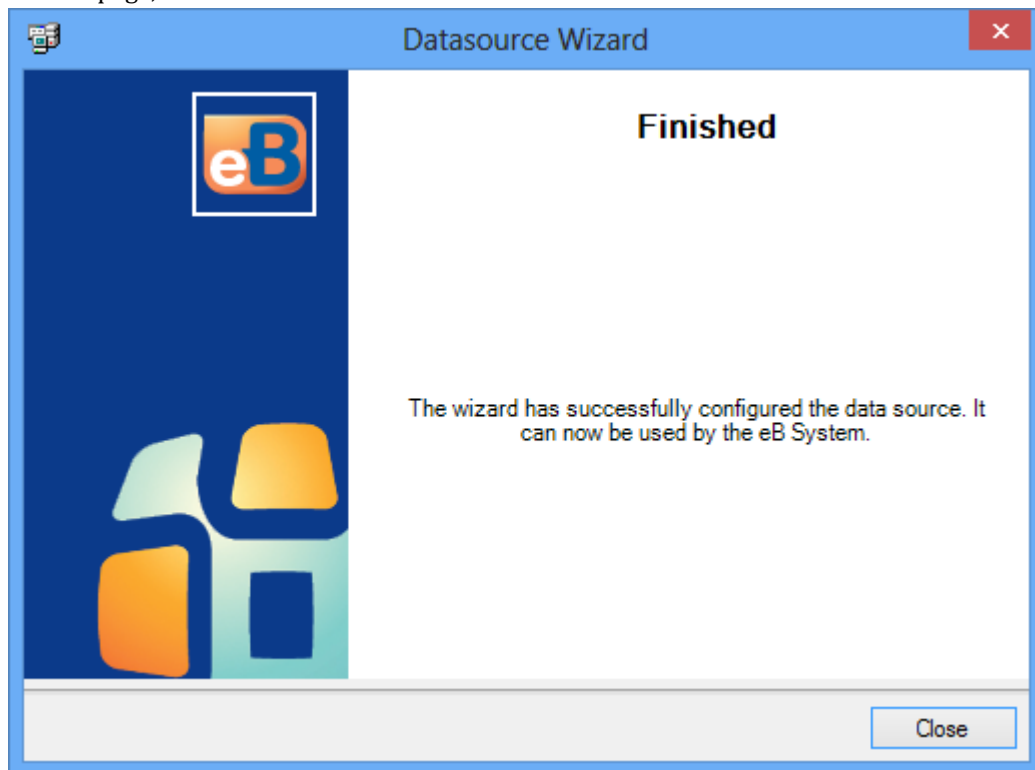 Datasource Wizard
eB
Finished
The wizard has successfully configured the data source. It
can now be used by the eB System.
Close